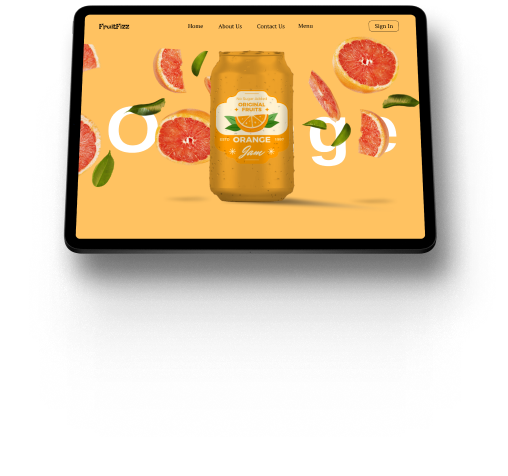 FruitFizz
Home
About Us
Contact Us
Menu
Sign In
O g e
ORIGINAL
FRUITS
ORANGE
Jam